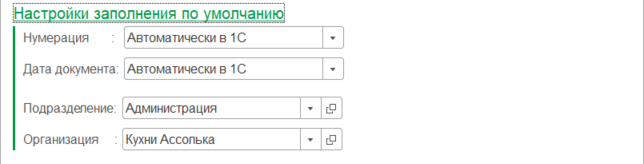 Настройки заполнения по умолчанию
Нумерация : Автоматически в 1С
Дата документа: Автоматически в 1С
Подразделение: Администрация
Организация : Кухни Ассолька